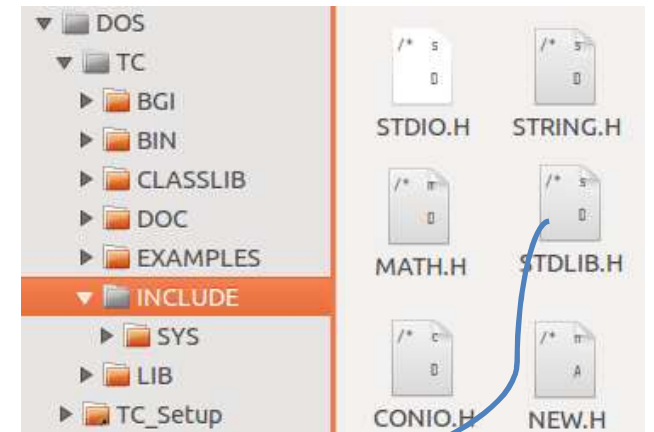 DOS
TC
BGI
BIN
CLASSLIB
DOC
EXAMPLES
INCLUDE
SYS
LIB
TC_Setup
/* s
STDIO.H
/* s
STRING.H
/* m
MATH.H
/* s
STDLIB.H
/* c
CONIO.H
/* n
A
NEW.H